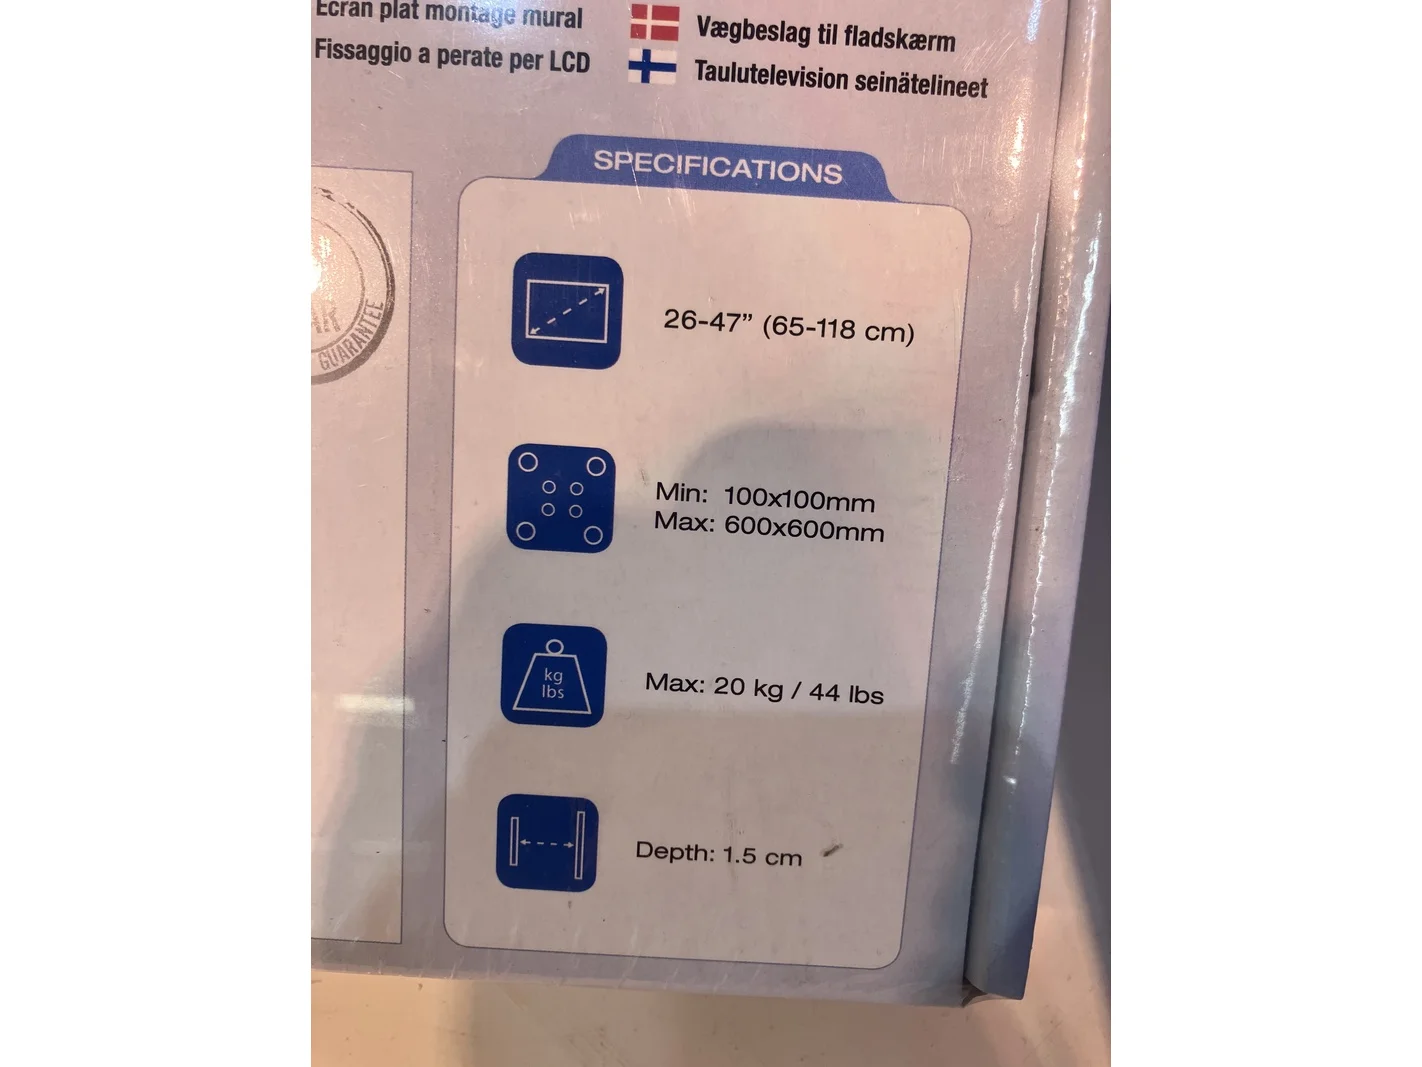 Ecran plat montage mural
Fissaggio a perate per LCD
Vægbeslag til fladskærm
Taulutelevision seinätelineet
SPECIFICATIONS
GUARANTEE
26-47” (65-118 cm)
Min: 100x100mm
Max: 600x600mm
kg
lbs
Max: 20 kg / 44 lbs
Depth: 1.5 cm